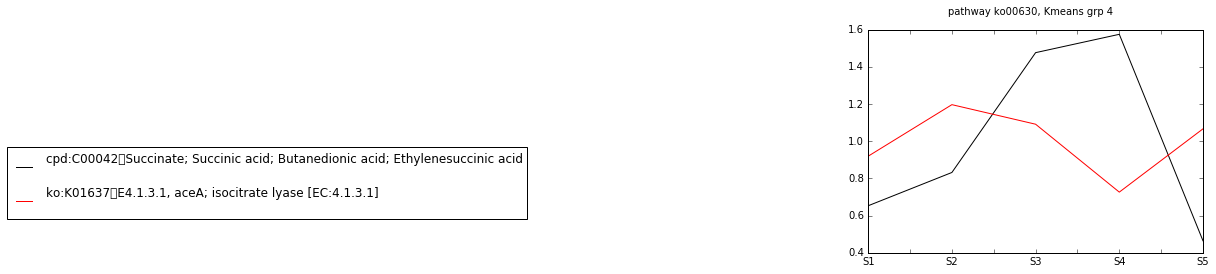 pathway ko00630, Kmeans grp 4
1.6
1.4
1.2
1.0
0.8
0.6
0.4
S1 S2 S3 S4 S5
cpd:C00042▯Succinate; Succinic acid; Butanedionic acid; Ethylenesuccinic acid
ko:K01637▯E4.1.3.1, aceA; isocitrate lyase [EC:4.1.3.1]